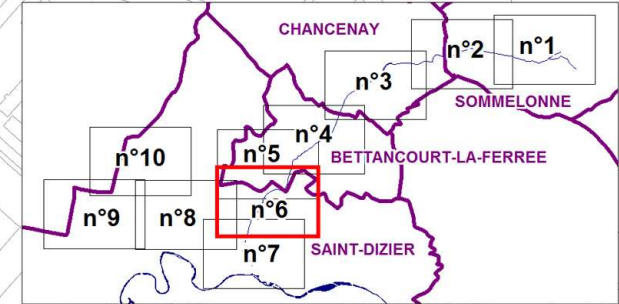 CHANCENAY
n°2
n°1
n°3
SOMMELONNE
n°4
n°5
BETTANCOURT-LA-FERREE
n°10
n°6
n°9
n°8
n°7
SAINT-DIZIER